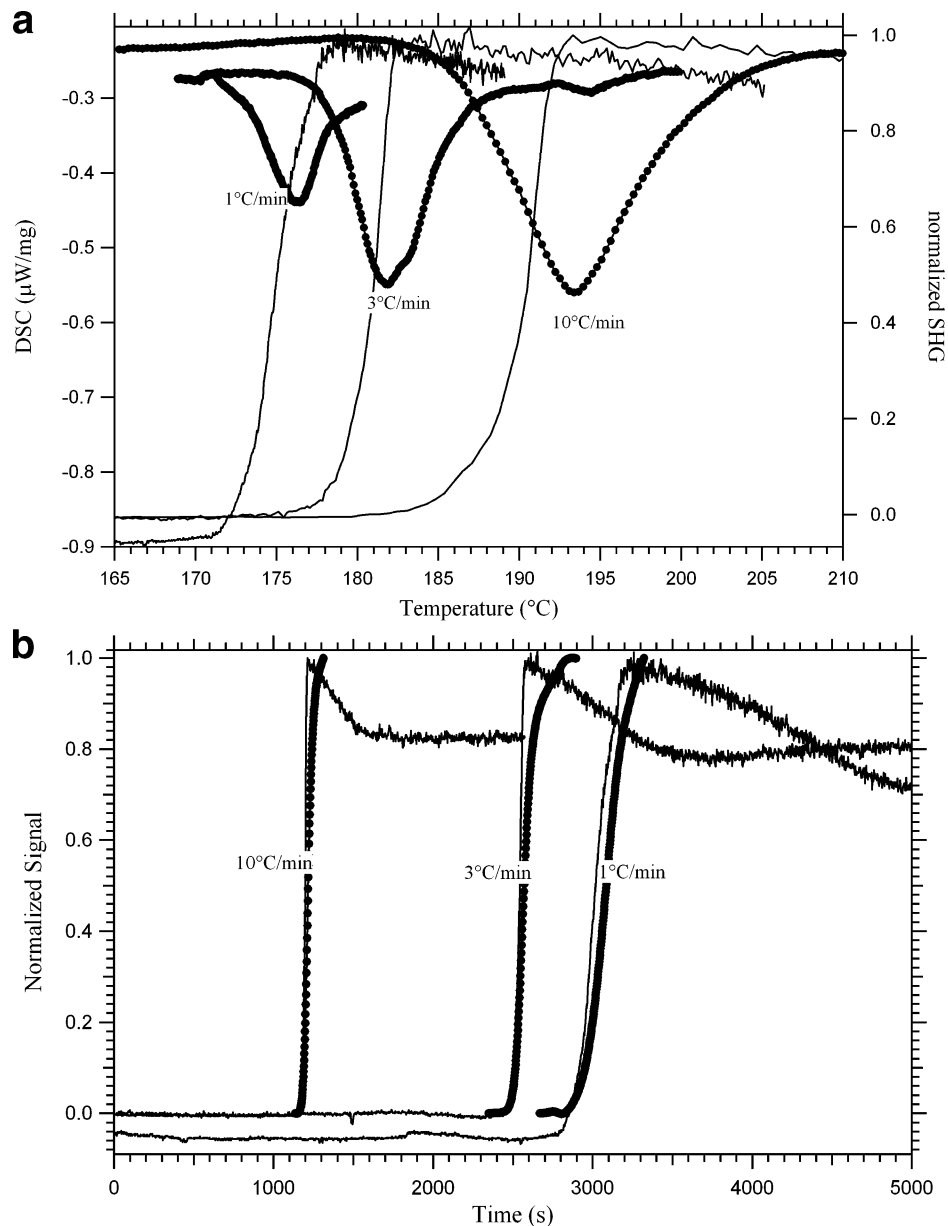 a
1.0
-0.3
0.8
-0.4
1°C/min
0.6
-0.5
DSC (µW/mg)
normalized SHG
3°C/min
10°C/min
-0.6
0.4
-0.7
0.2
-0.8
0.0
-0.9
165 170 175 180 185 190 195 200 205 210
Temperature (°C)
b
1.0
0.8
10°C/min
3°C/min
1°C/min
0.6
Normalized Signal
0.4
0.2
0.0
0 1000 2000 3000 4000 5000
Time (s)